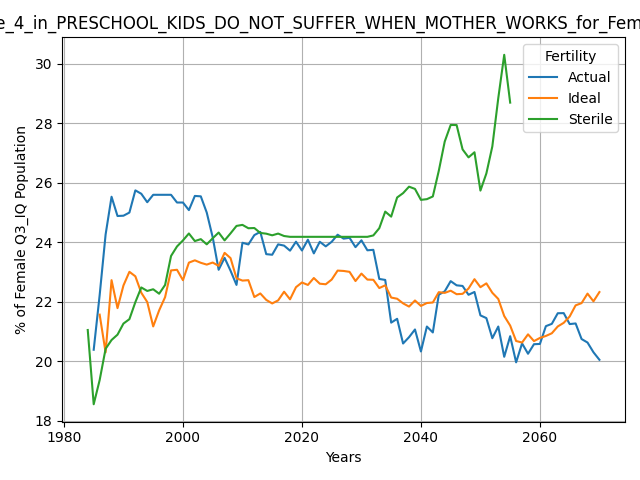 e_4_in_PRESCHOOL_KIDS_DO_NOT_SUFFER_WHEN_MOTHER_WORKS_for_Fem
% of Female Q3_IQ Population
30
28
26
24
22
20
18
1980
2000
2020
2040
2060
Years
Fertility
Actual
Ideal
Sterile